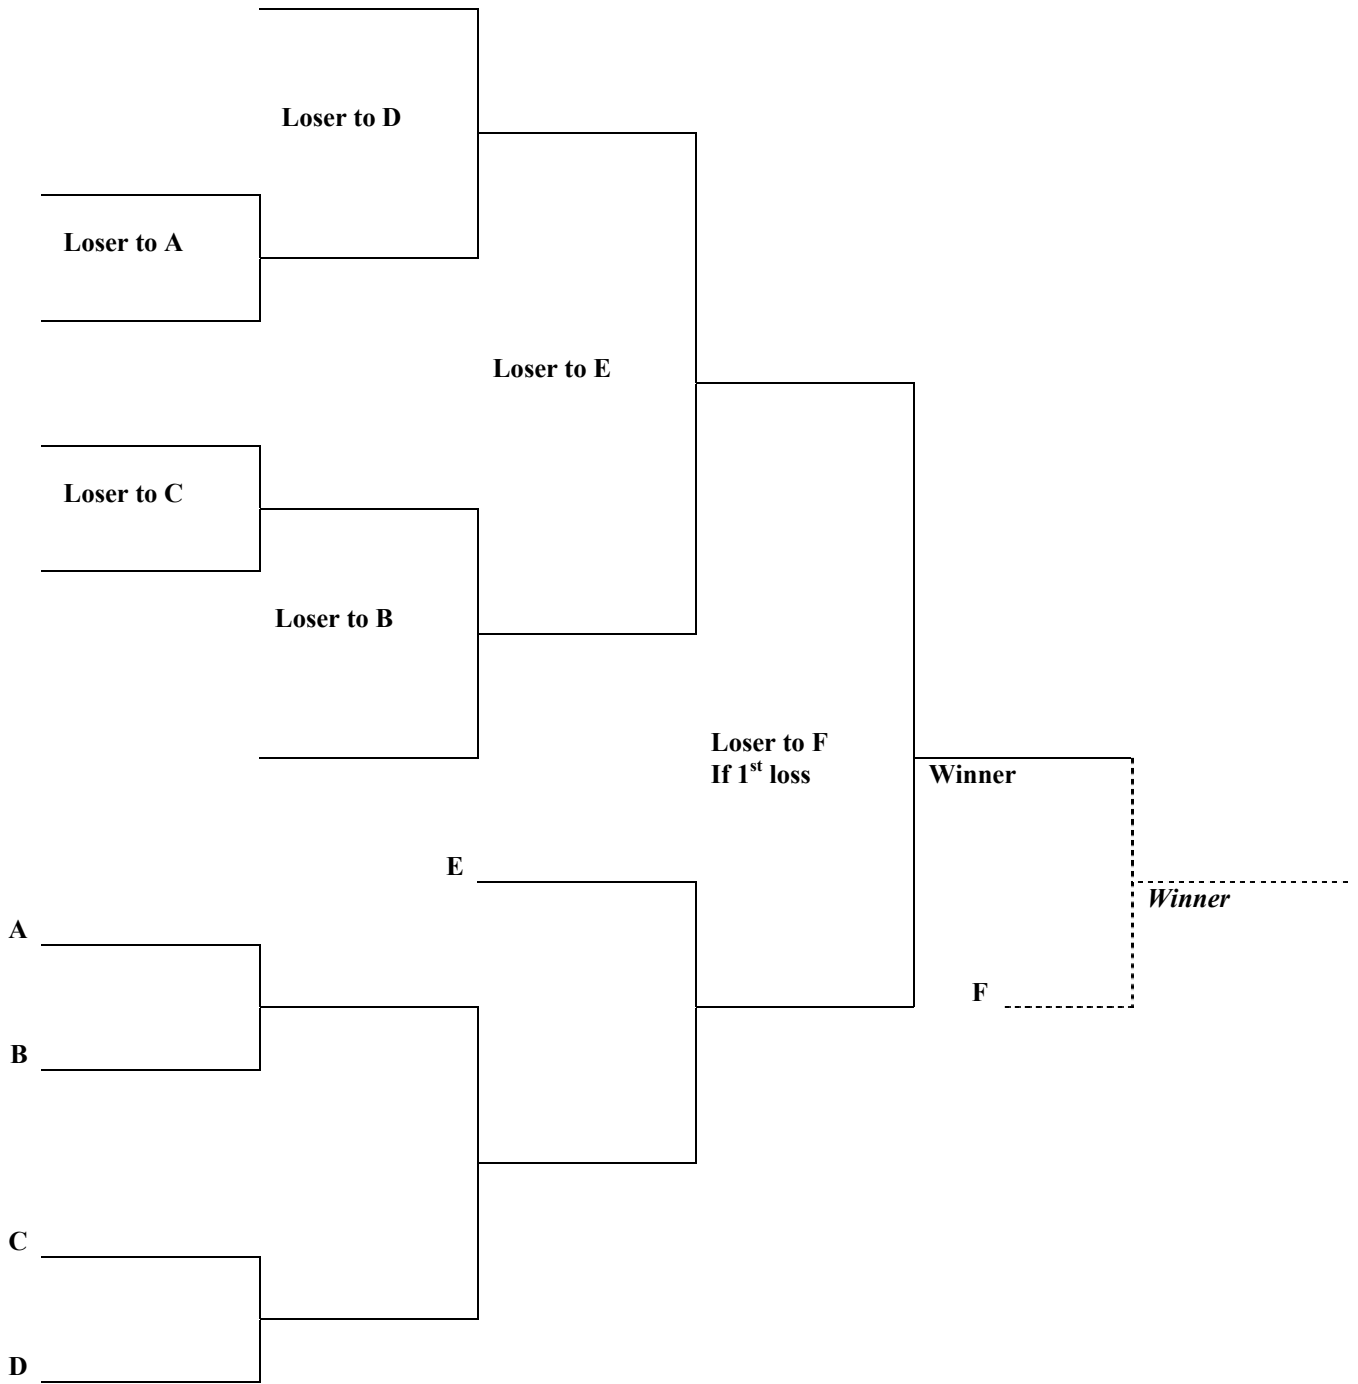 Loser to D
Loser to A
Loser to E
Loser to C
Loser to B
Loser to F
If 1st loss
Winner
E
Winner
A
F
B
C
D